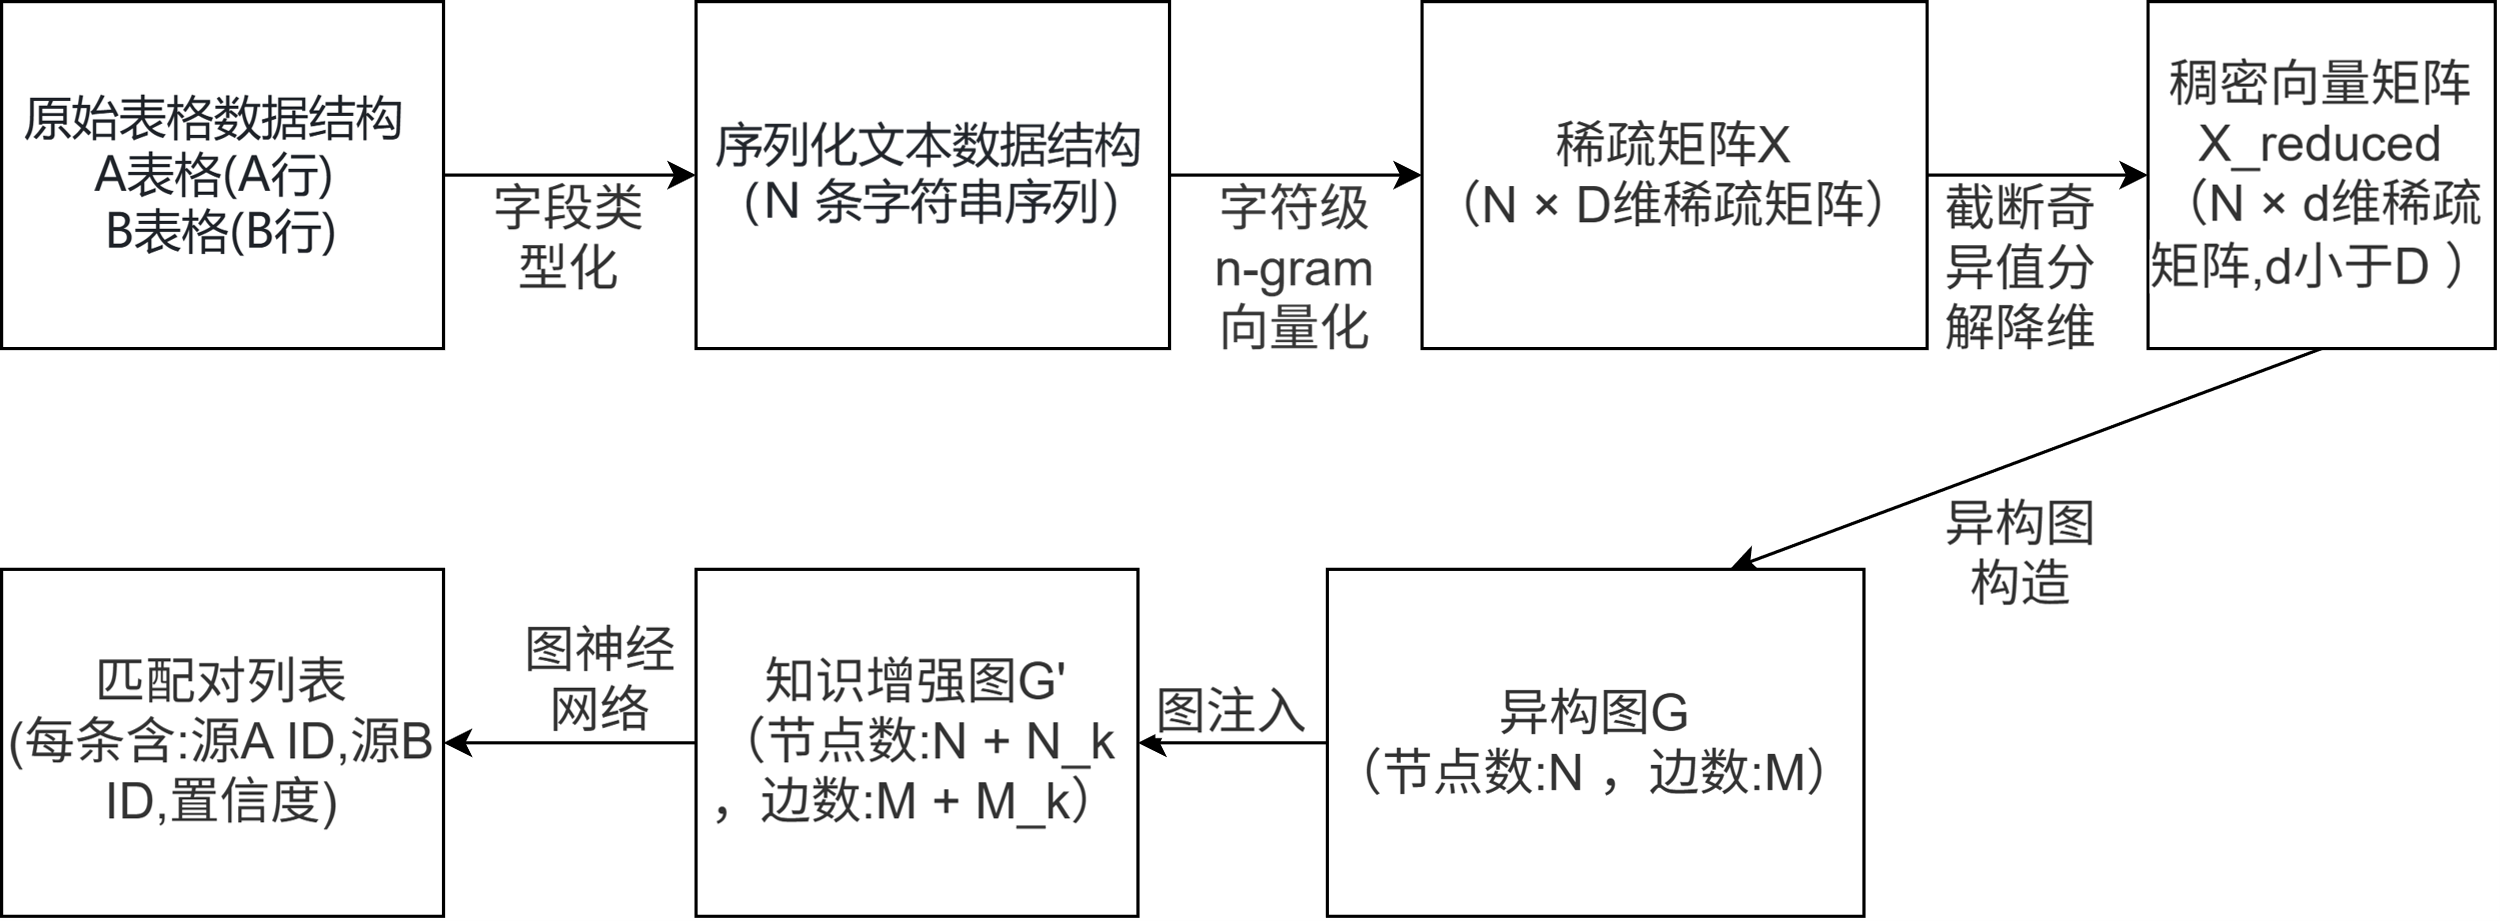 原始表格数据结构
A表格(A行)
B表格(B行)
字段类
型化
序列化文本数据结构
（N 条字符串序列）
字符级
n-gram
向量化
稀疏矩阵X
（N × D维稀疏矩阵）
截断奇
异值分
解降维
稠密向量矩阵
X_reduced
（N × d维稀疏
矩阵,d小于D ）
异构图
构造
异构图G
（节点数:N ，边数:M）
图注入
知识增强图G'
（节点数:N + N_k
，边数:M + M_k）
图神经
网络
匹配对列表
(每条含:源A ID,源B
ID,置信度)